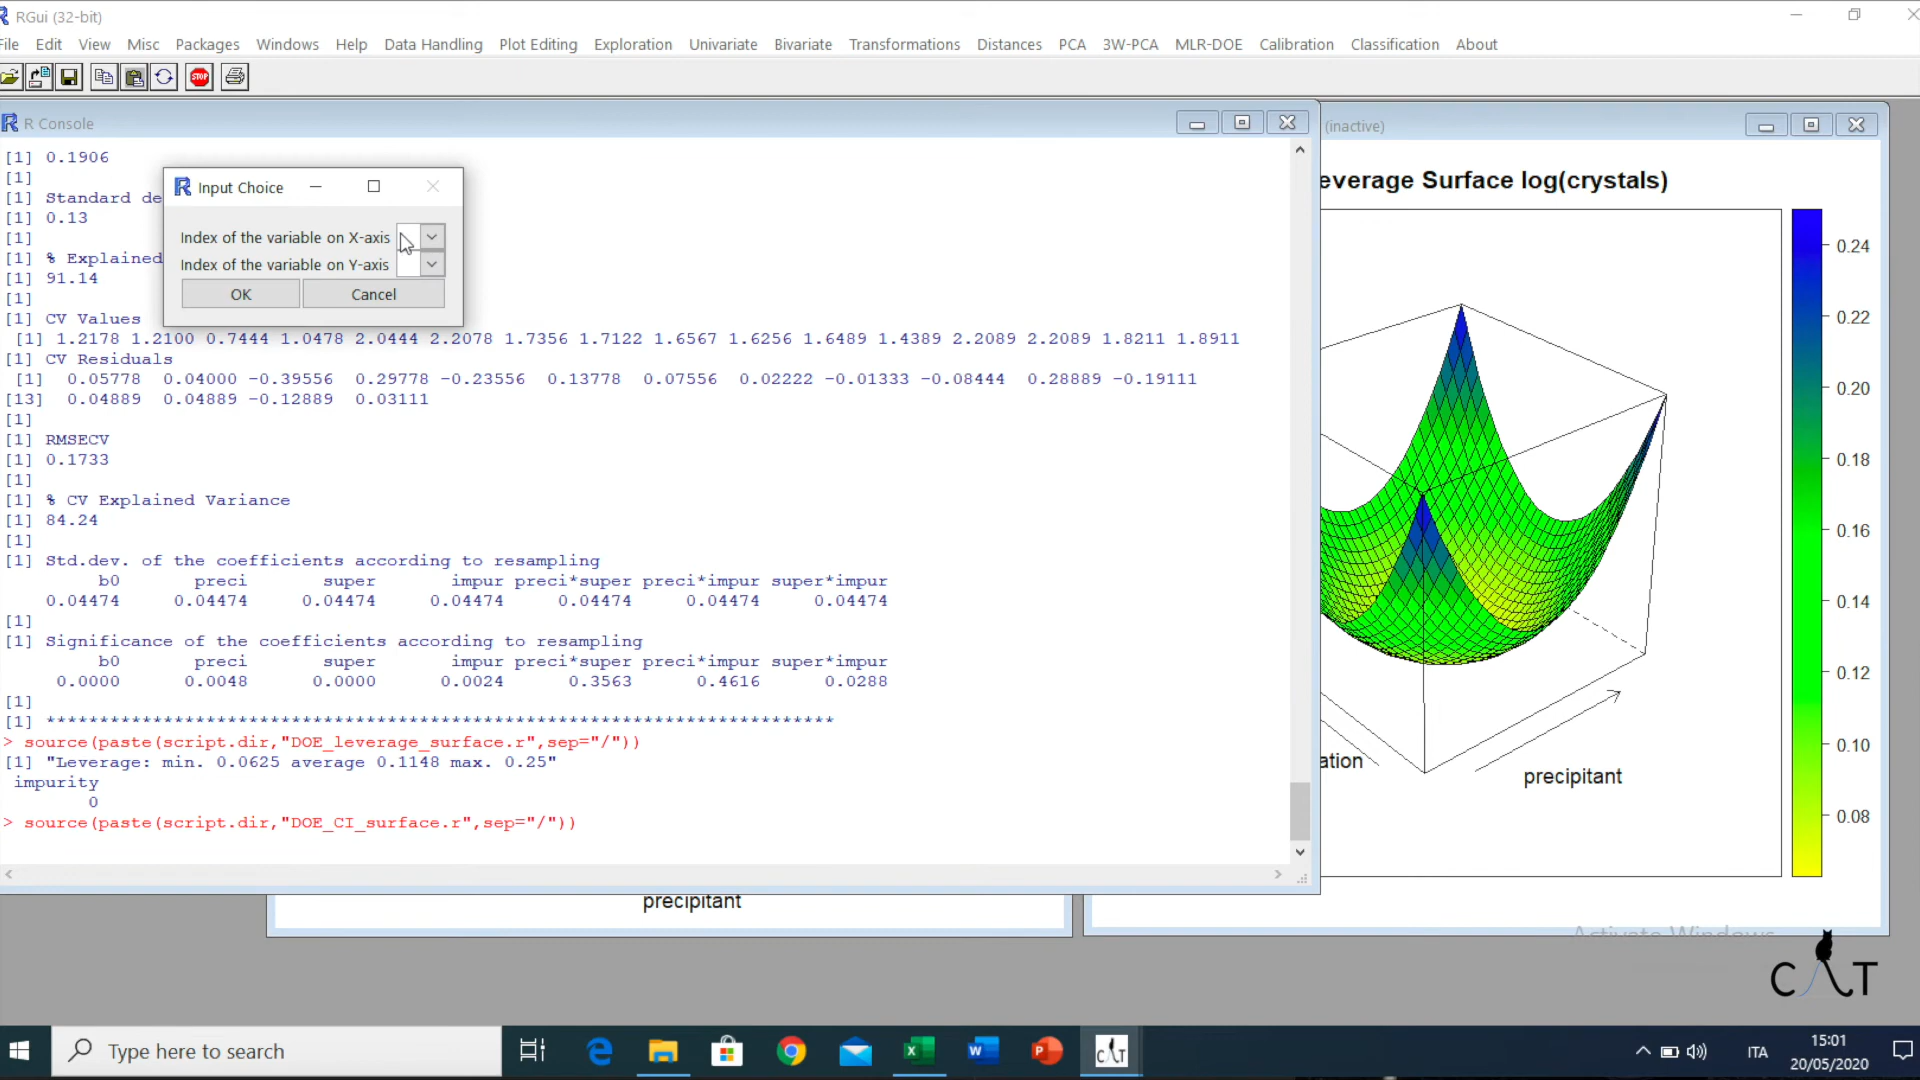 RGui (32-bit)
File Edit View Misc Packages Windows Help Data Handling Plot Editing Exploration Univariate Bivariate Transformations Distances PCA 3W-PCA MLR-DOE Calibration Classification About
STOP
R Console
[1] 0.1906
[1]
[1] Standard de
[1] 0.13
[1]
[1] % Explained
[1] 91.14
[1]
[1] CV Values
[1] 1.2178 1.2100 0.7444 1.0478 2.0444 2.2078 1.7356 1.7122 1.6567 1.6256 1.6489 1.4389 2.2089 2.2089 1.8211 1.8911
[1] CV Residuals
[1] 0.05778 0.04000 -0.39556 0.29778 -0.23556 0.13778 0.07556 0.02222 -0.01333 -0.08444 0.28889 -0.19111
[13] 0.04889 0.04889 -0.12889 0.03111
[1]
[1] RMSECV
[1] 0.1733
[1]
[1] % CV Explained Variance
[1] 84.24
[1]
[1] Std.dev. of the coefficients according to resampling
b0 preci super impur preci*super preci*impur super*impur
0.04474 0.04474 0.04474 0.04474 0.04474 0.04474 0.04474
[1]
[1] Significance of the coefficients according to resampling
b0 preci super impur preci*super preci*impur super*impur
0.0000 0.0048 0.0000 0.0024 0.3563 0.4616 0.0288
[1]
[1] **************************************************************************
> source(paste(script.dir,"DOE_leverage_surface.r",sep="/"))
[1] "Leverage: min. 0.0625 average 0.1148 max. 0.25"
impurity
0
> source(paste(script.dir,"DOE_CI_surface.r",sep="/"))
Input Choice
Index of the variable on X-axis
Index of the variable on Y-axis
OK Cancel
(inactive)
everage Surface log(crystals)
0.24
0.22
0.20
0.18
0.16
0.14
0.12
0.10
0.08
ation
precipitant
precipitant
Activate Windows
CAT
Type here to search
CAT
ITA
15:01
20/05/2020